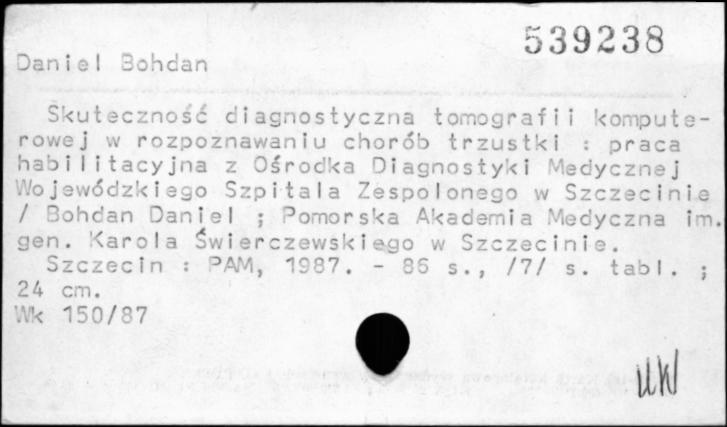 539238
Daniel Bohdan
Skuteczność diagnostyczna tomografii kompute-
rowej w rozpoznawaniu chorób trzustki : praca
habilitacyjna z Ośrodka Diagnostyki Medycznej
Wojewódzkiego Szpitala Zespolonego w Szczecinie
/ Bohdan Daniel ; Pomorska Akademia Medyczna im.
gen. Karola Świerczewskiego w Szczecinie.
Szczecin : PAM, 1987. - 86 s., /7/ s. tabl. ;
24 cm.
Wk 150/87
UW